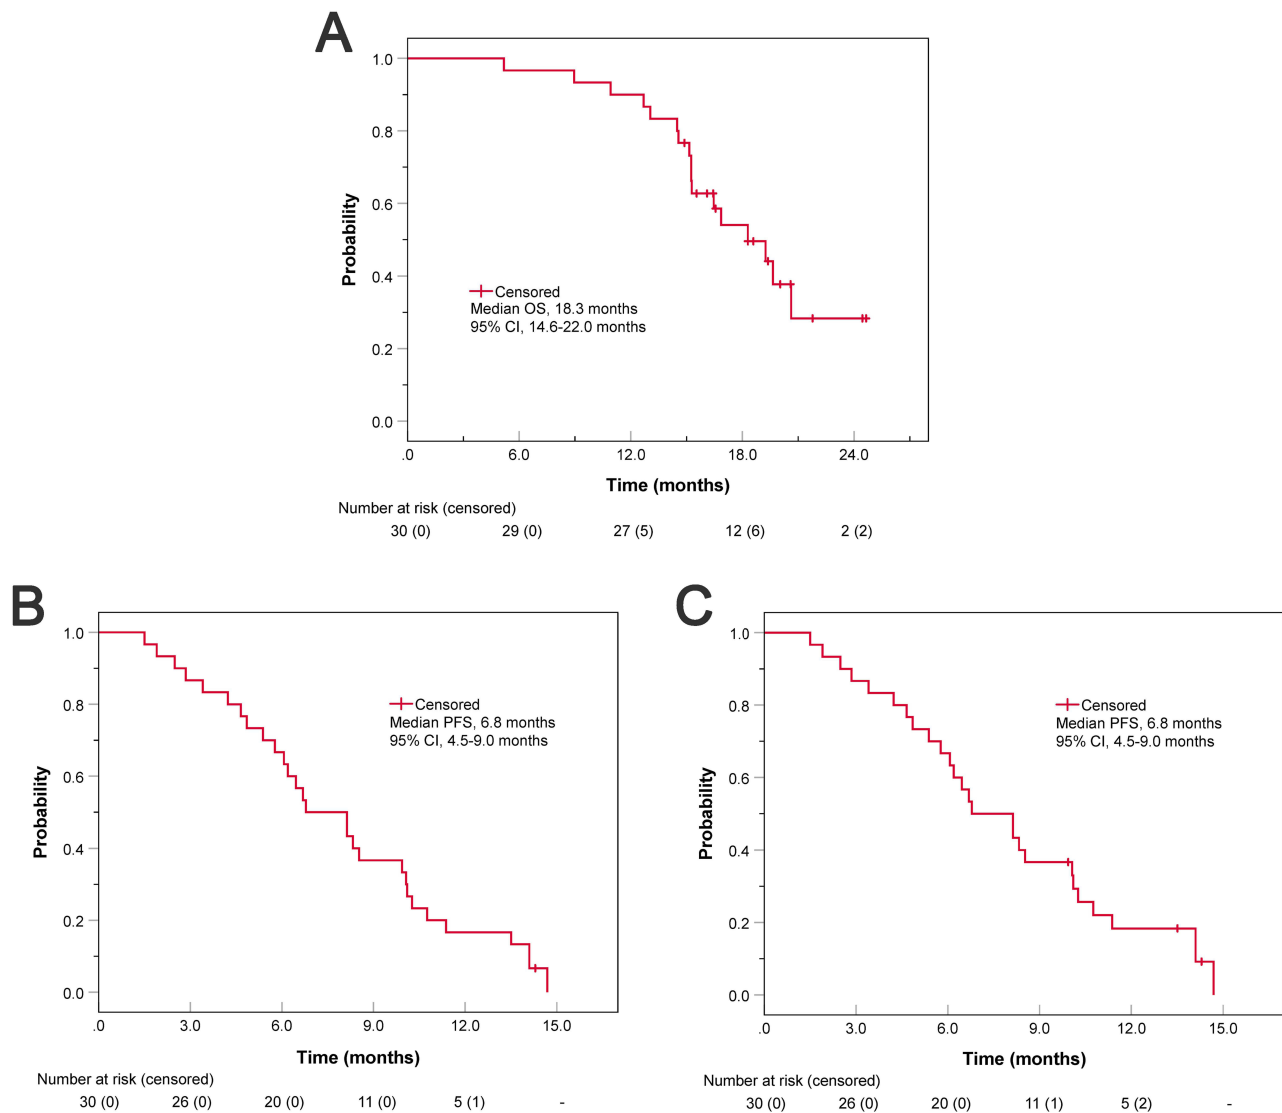 A
1.0
0.8
0.6
0.4
0.2
0.0
Probability
Censored
Median OS, 18.3 months
95% CI, 14.6-22.0 months
.0 6.0 12.0 18.0 24.0
Time (months)
Number at risk (censored)
30 (0) 29 (0) 27 (5) 12 (6) 2 (2)
B
1.0
0.8
0.6
0.4
0.2
0.0
Probability
Censored
Median PFS, 6.8 months
95% CI, 4.5-9.0 months
.0 3.0 6.0 9.0 12.0 15.0
Time (months)
Number at risk (censored)
30 (0) 26 (0) 20 (0) 11 (0) 5 (1) -
C
1.0
0.8
0.6
0.4
0.2
0.0
Probability
Censored
Median PFS, 6.8 months
95% CI, 4.5-9.0 months
.0 3.0 6.0 9.0 12.0 15.0
Time (months)
Number at risk (censored)
30 (0) 26 (0) 20 (0) 11 (1) 5 (2) -